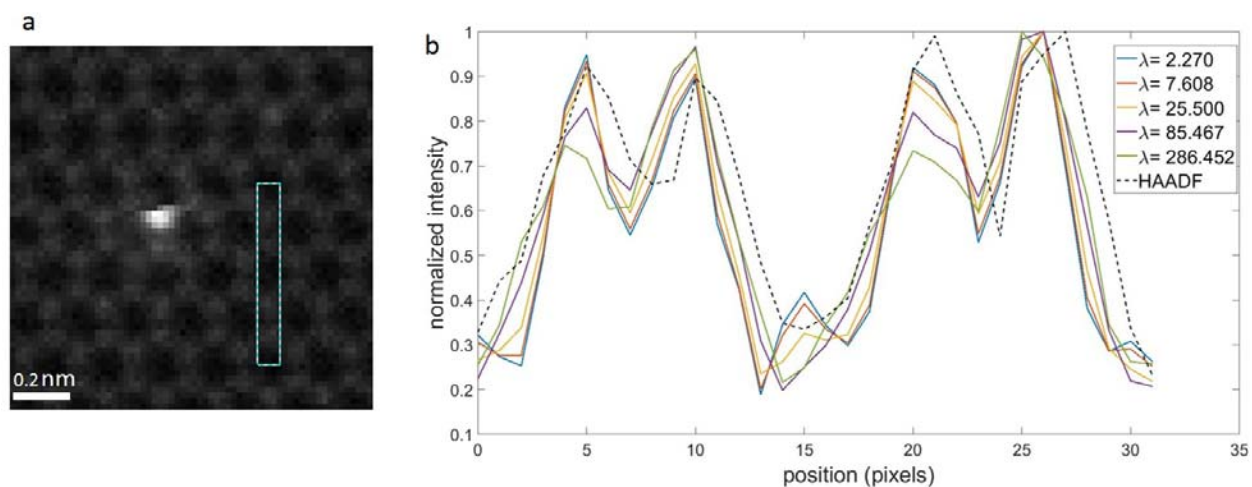 a
0.2nm
b
normalized intensity
1
0.9
0.8
0.7
0.6
0.5
0.4
0.3
0.2
0.1
0
5
10
15
20
25
30
35
position (pixels)
λ= 2.270
λ= 7.608
λ= 25.500
λ= 85.467
λ= 286.452
HAADF